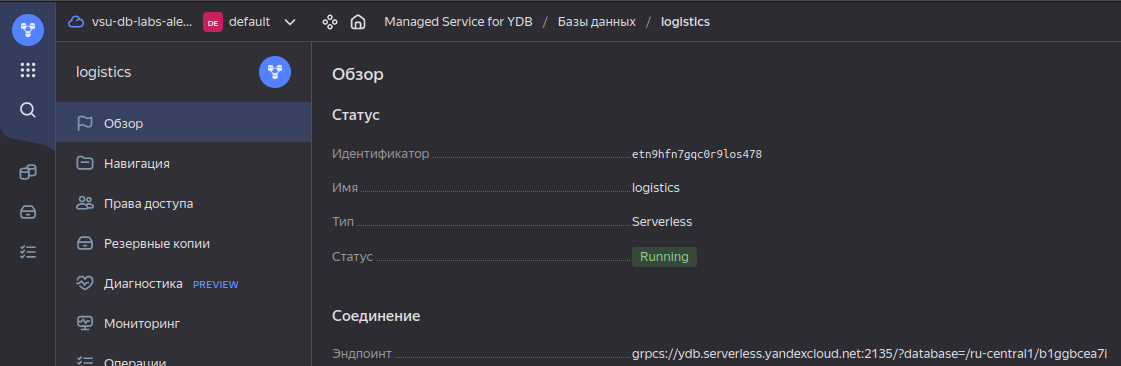 vsu-db-labs-ale... DE default Managed Service for YDB / Базы данных / logistics
logistics
Обзор
Навигация
Права доступа
Резервные копии
Диагностика PREVIEW
Мониторинг
Операции
Обзор
Статус
Идентификатор etn9hfn7gqc0r9los478
Имя logistics
Тип Serverless
Статус Running
Соединение
Эндпоинт grpcs://ydb.serverless.yandexcloud.net:2135/?database=/ru-central1/b1ggbcea7i